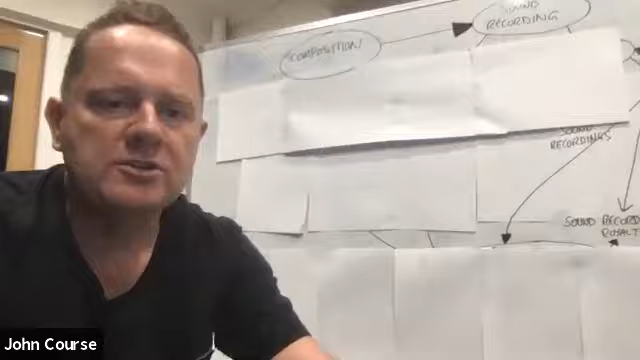 SOUND
RECORDING
COMPOSITION
SOUND
RECORDINGS
SOUND RECORD
ROYALT
John Course